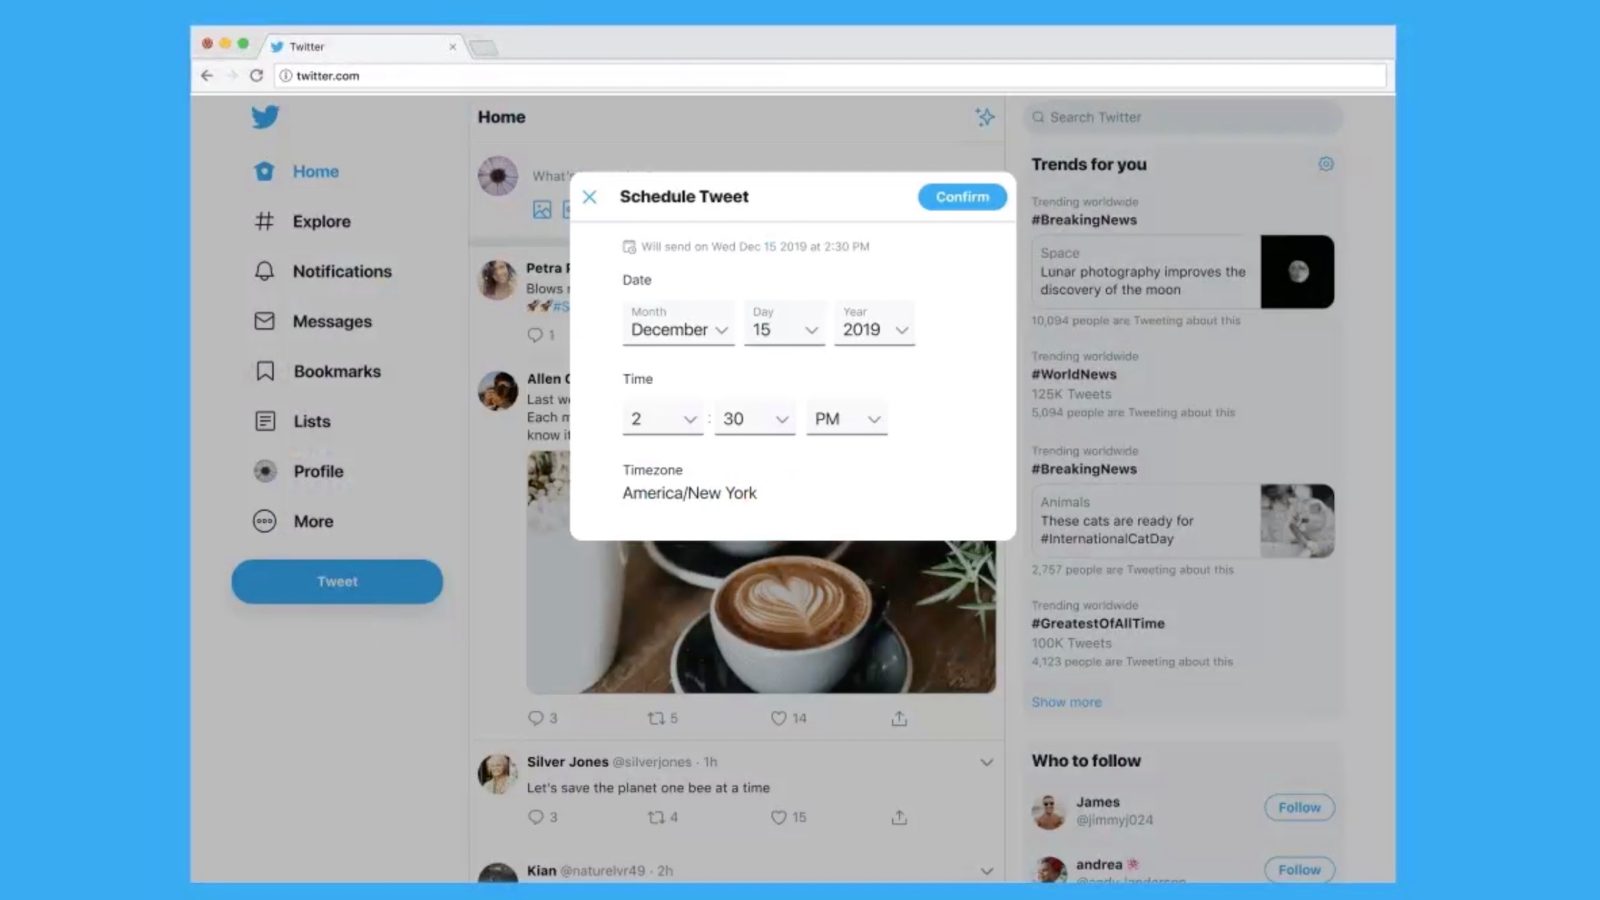 Twitter
twitter.com
Home
Explore
Notifications
Messages
Bookmarks
Lists
Profile
More
Tweet
Home
What's
Petra
Blows
🚀🚀#S
1
Allen
Last
Each
know
3 5 14
Silver Jones @silverjones · 1h
Let's save the planet one bee at a time
3 4 15
Kian @naturelvr49 · 2h
Schedule Tweet
Confirm
Will send on Wed Dec 15 2019 at 2:30 PM
Date
Month Day Year
December 15 2019
Time
2 : 30 PM
Timezone
America/New York
Search Twitter
Trends for you
Trending worldwide
#BreakingNews
Space
Lunar photography improves the
discovery of the moon
10,094 people are Tweeting about this
Trending worldwide
#WorldNews
125K Tweets
5,094 people are Tweeting about this
Trending worldwide
#BreakingNews
Animals
These cats are ready for
#InternationalCatDay
2,757 people are Tweeting about this
Trending worldwide
#GreatestOfAllTime
100K Tweets
4,123 people are Tweeting about this
Show more
Who to follow
James
@jimmyj024
Follow
andrea
Follow